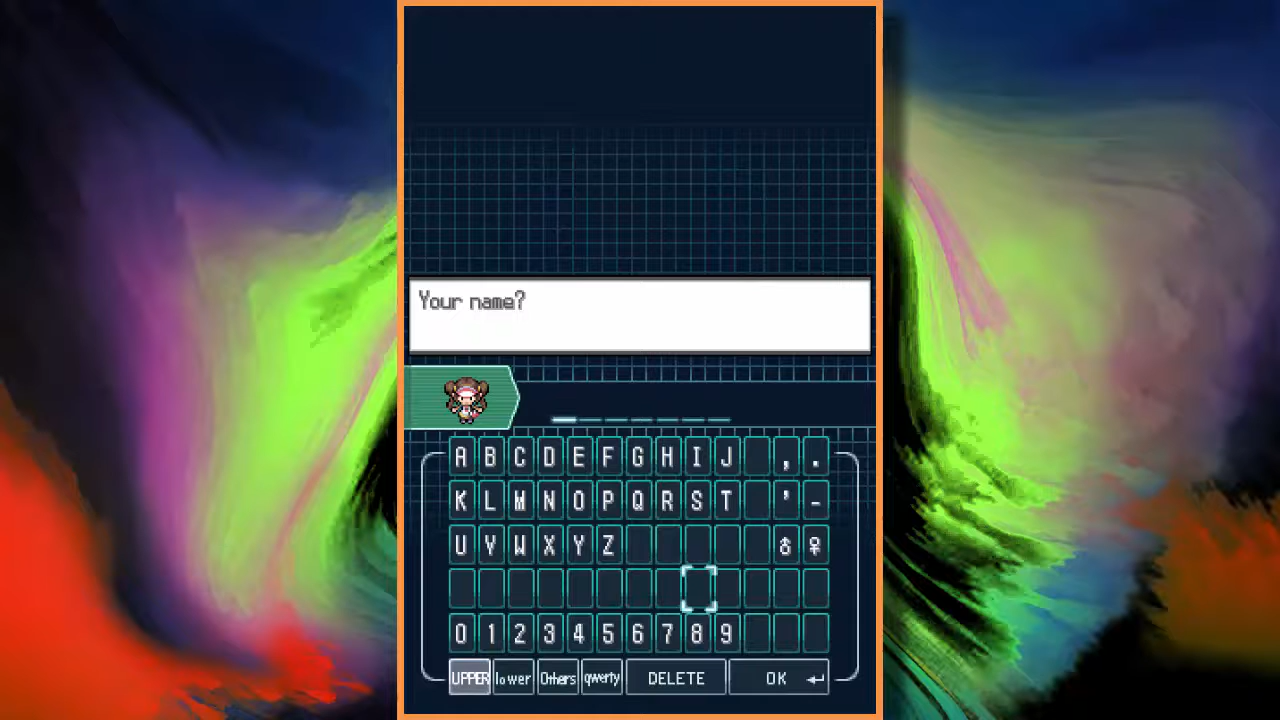 Your name?
A B C D E F G H I J , .
K L M N O P Q R S T ' -
U V W X Y Z ♂ ♀
0 1 2 3 4 5 6 7 8 9
UPPER lower Others qwerty DELETE OK